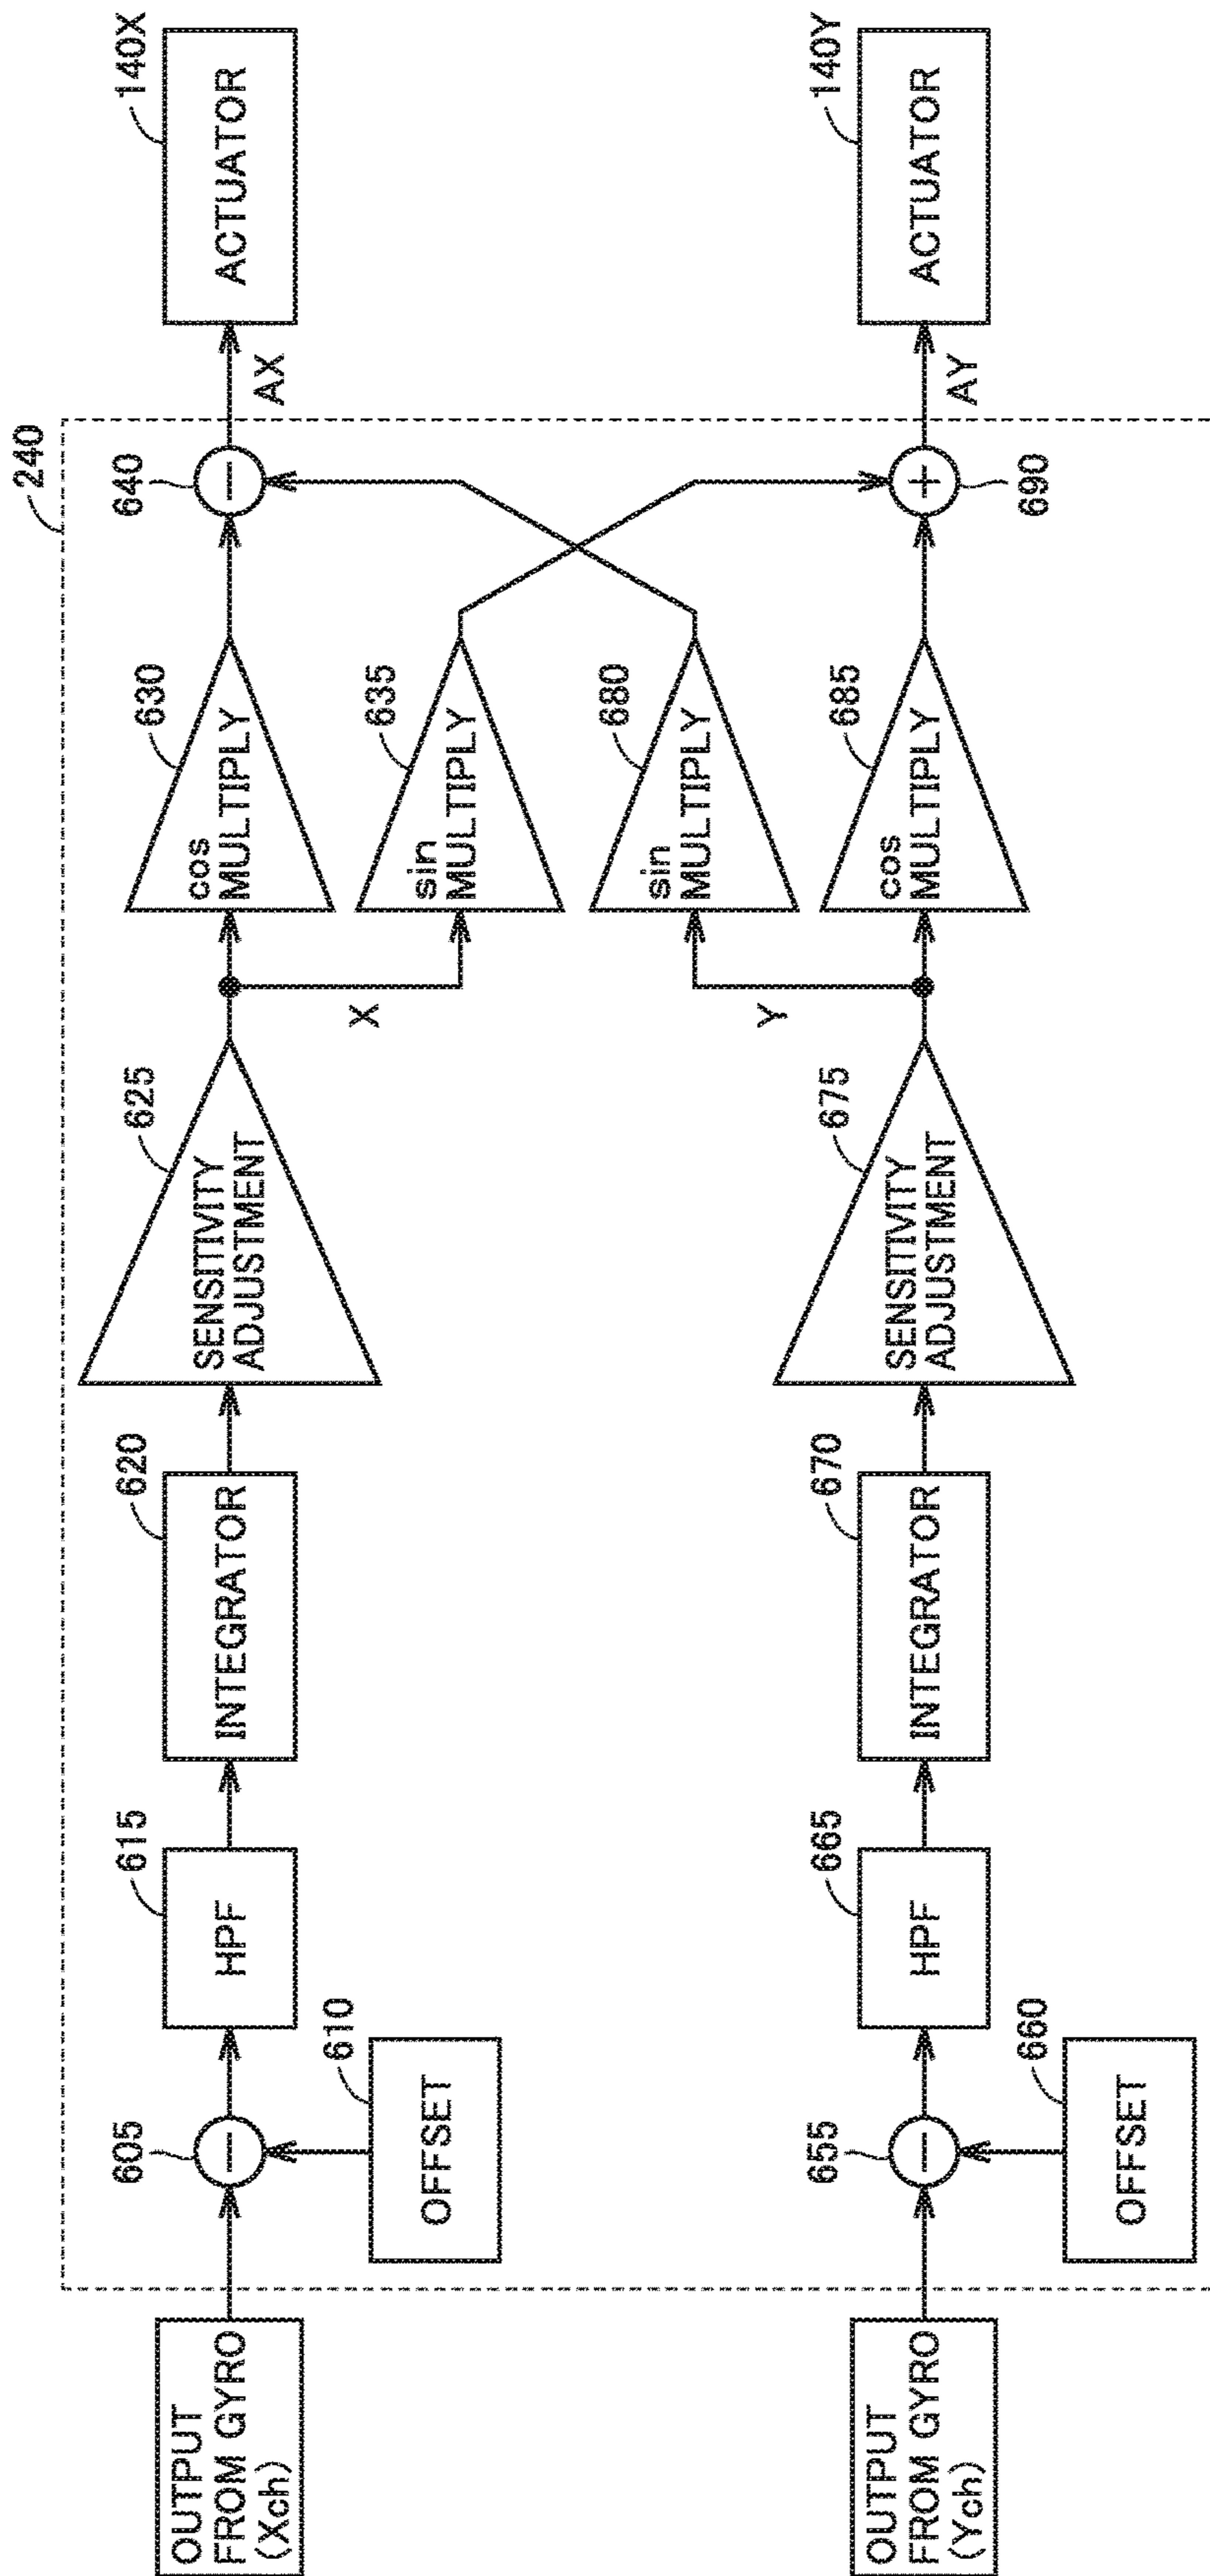 240
OUTPUT
FROM GYRO
(Xch)
605
OFFSET
610
HPF
615
INTEGRATOR
620
SENSITIVITY
ADJUSTMENT
625
X
cos
MULTIPLY
630
sin
MULTIPLY
635
640
−
AX
ACTUATOR
140X
OUTPUT
FROM GYRO
(Ych)
655
OFFSET
660
HPF
665
INTEGRATOR
670
SENSITIVITY
ADJUSTMENT
675
Y
sin
MULTIPLY
680
cos
MULTIPLY
685
690
+
AY
ACTUATOR
140Y